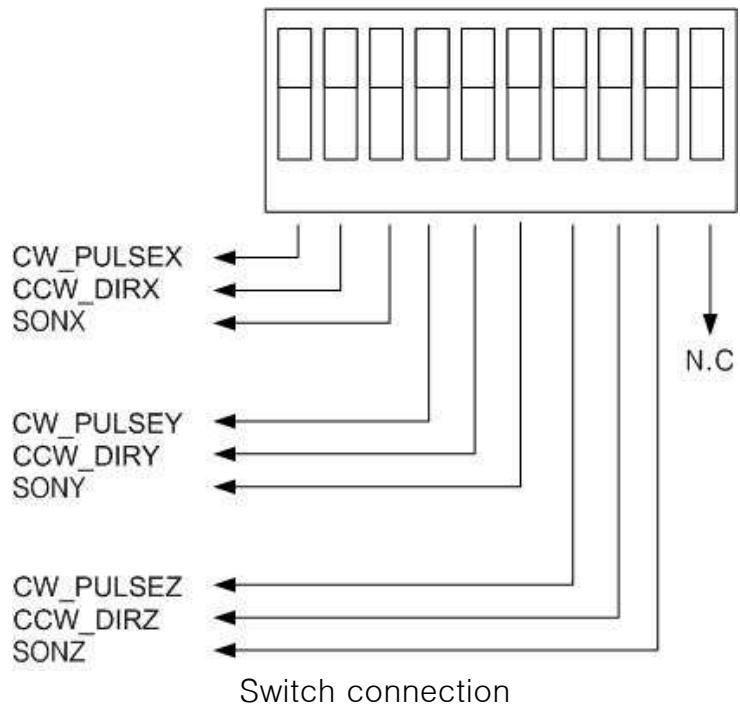 CW_PULSEX
CCW_DIRX
SONX
N.C
CW_PULSEY
CCW_DIRY
SONY
CW_PULSEZ
CCW_DIRZ
SONZ
Switch connection